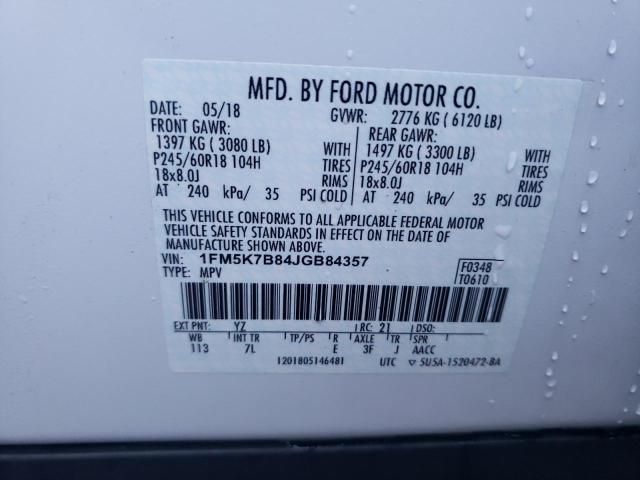 MFD. BY FORD MOTOR CO.
DATE: 05/18 GVWR: 2776 KG ( 6120 LB)
FRONT GAWR: REAR GAWR:
1397 KG ( 3080 LB) WITH 1497 KG ( 3300 LB) WITH
P245/60R18 104H TIRES P245/60R18 104H TIRES
18x8.0J RIMS 18x8.0J RIMS
AT 240 kPa/ 35 PSI COLD AT 240 kPa/ 35 PSI COLD
THIS VEHICLE CONFORMS TO ALL APPLICABLE FEDERAL MOTOR
VEHICLE SAFETY STANDARDS IN EFFECT ON THE DATE OF
MANUFACTURE SHOWN ABOVE.
VIN: 1FM5K7B84JGB84357 F0348
TYPE: MPV T0610
EXT PNT: YZ RC: 21 DSO:
WB INT TR TP/PS R AXLE TR SPR
113 7L E 3F J AACC
1201805146481 UTC ▽ 5U5A-1520472-BA